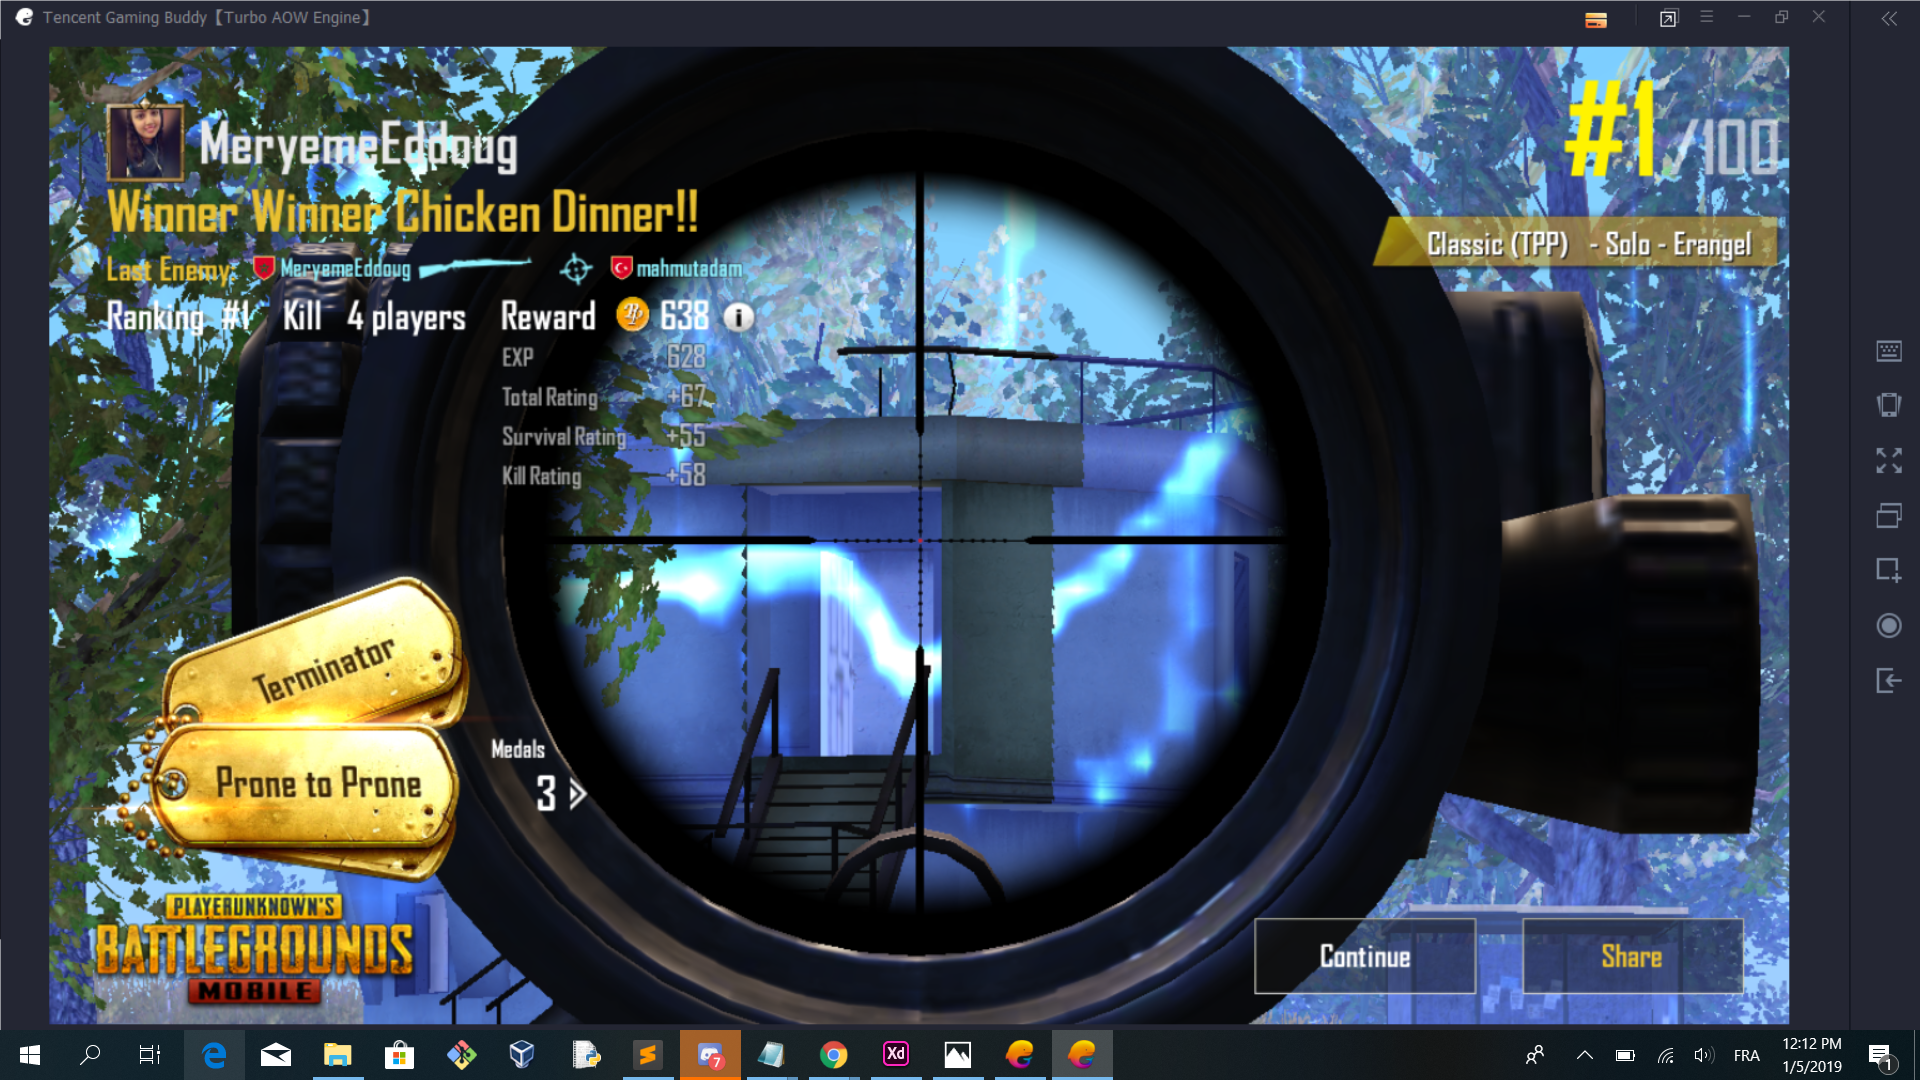 Tencent Gaming Buddy【Turbo AOW Engine】
MeryemeEddoug
#1/100
Winner Winner Chicken Dinner!!
Classic (TPP) - Solo - Erangel
Last Enemy: MeryemeEddoug mahmutadam
Ranking #1 Kill 4 players Reward 638
EXP 628
Total Rating +67
Survival Rating +55
Kill Rating +58
Terminator
Prone to Prone
Medals
3
PLAYERUNKNOWN'S
BATTLEGROUNDS
MOBILE
Continue
Share
Xd
7
FRA
12:12 PM
1/5/2019
1